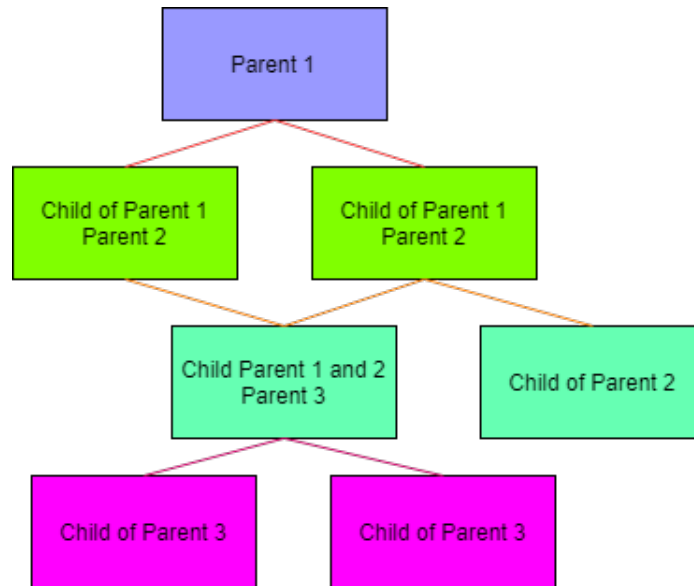 Parent 1
Child of Parent 1
Parent 2
Child of Parent 1
Parent 2
Child Parent 1 and 2
Parent 3
Child of Parent 2
Child of Parent 3
Child of Parent 3